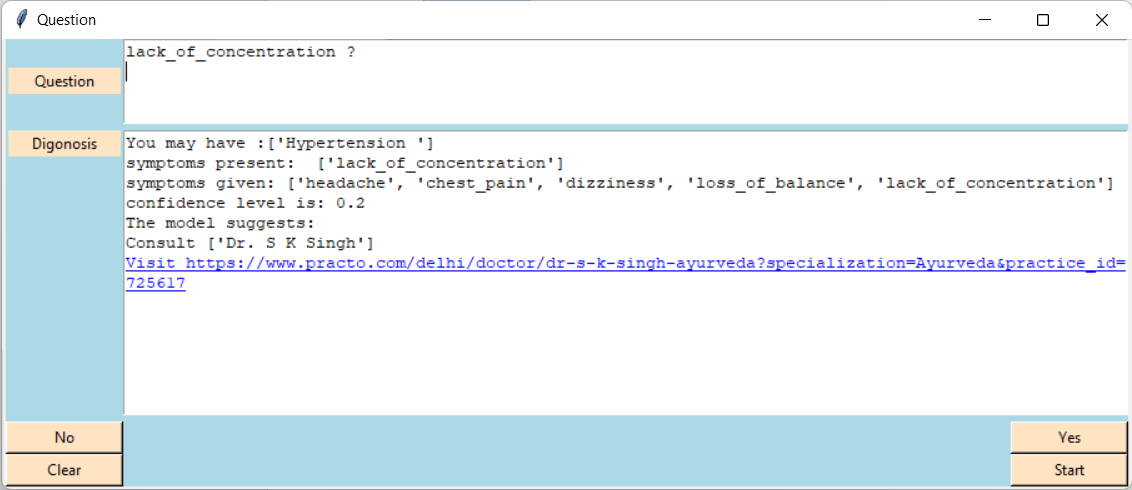 Question
lack_of_concentration ?
Question
Digonosis
You may have :['Hypertension ']
symptoms present:  ['lack_of_concentration']
symptoms given: ['headache', 'chest_pain', 'dizziness', 'loss_of_balance', 'lack_of_concentration']
confidence level is: 0.2
The model suggests:
Consult ['Dr. S K Singh']
Visit https://www.practo.com/delhi/doctor/dr-s-k-singh-ayurveda?specialization=Ayurveda&practice_id=
725617
No
Yes
Clear
Start